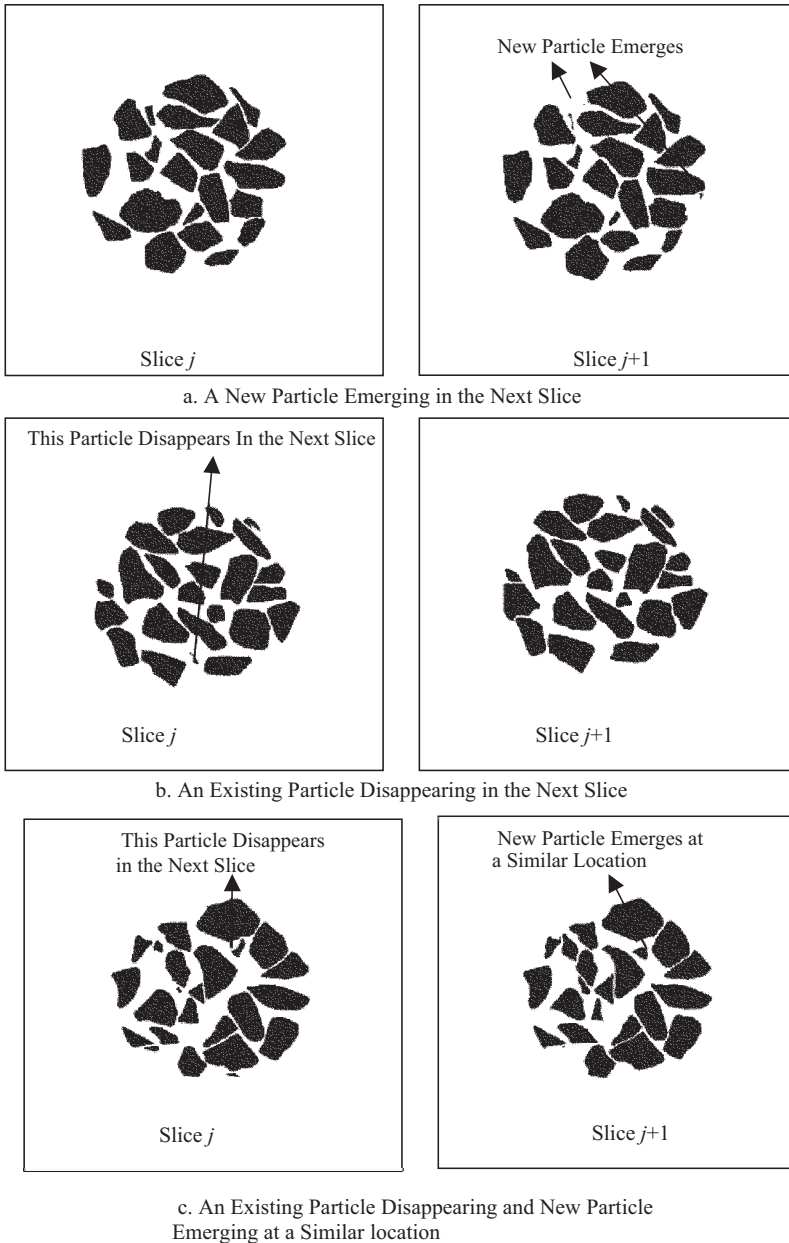 New Particle Emerges
Slice j
Slice j+1
a. A New Particle Emerging in the Next Slice
This Particle Disappears In the Next Slice
Slice j
Slice j+1
b. An Existing Particle Disappearing in the Next Slice
This Particle Disappears
in the Next Slice
New Particle Emerges at
a Similar Location
Slice j
Slice j+1
c. An Existing Particle Disappearing and New Particle
Emerging at a Similar location